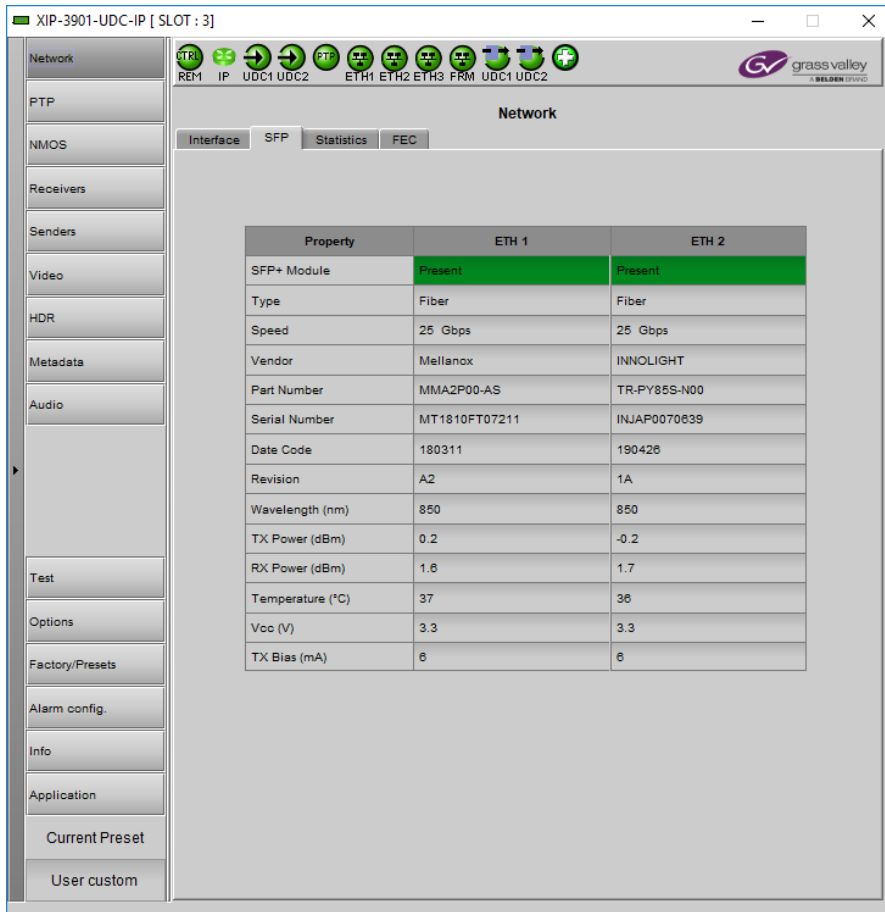 XIP-3901-UDC-IP [ SLOT : 3]
Network
PTP
NMOS
Receivers
Senders
Video
HDR
Metadata
Audio
Test
Options
Factory/Presets
Alarm config.
Info
Application
Current Preset
User custom
CTRL PTP
REM IP UDC1 UDC2 ETH1 ETH2 ETH3 FRM UDC1 UDC2
GV grass valley
A BELDEN BRAND
Network
Interface SFP Statistics FEC
Property ETH 1 ETH 2
SFP+ Module Present Present
Type Fiber Fiber
Speed 25 Gbps 25 Gbps
Vendor Mellanox INNOLIGHT
Part Number MMA2P00-AS TR-PY85S-N00
Serial Number MT1810FT07211 INJAP0070639
Date Code 180311 190426
Revision A2 1A
Wavelength (nm) 850 850
TX Power (dBm) 0.2 -0.2
RX Power (dBm) 1.6 1.7
Temperature (°C) 37 36
Vcc (V) 3.3 3.3
TX Bias (mA) 6 6